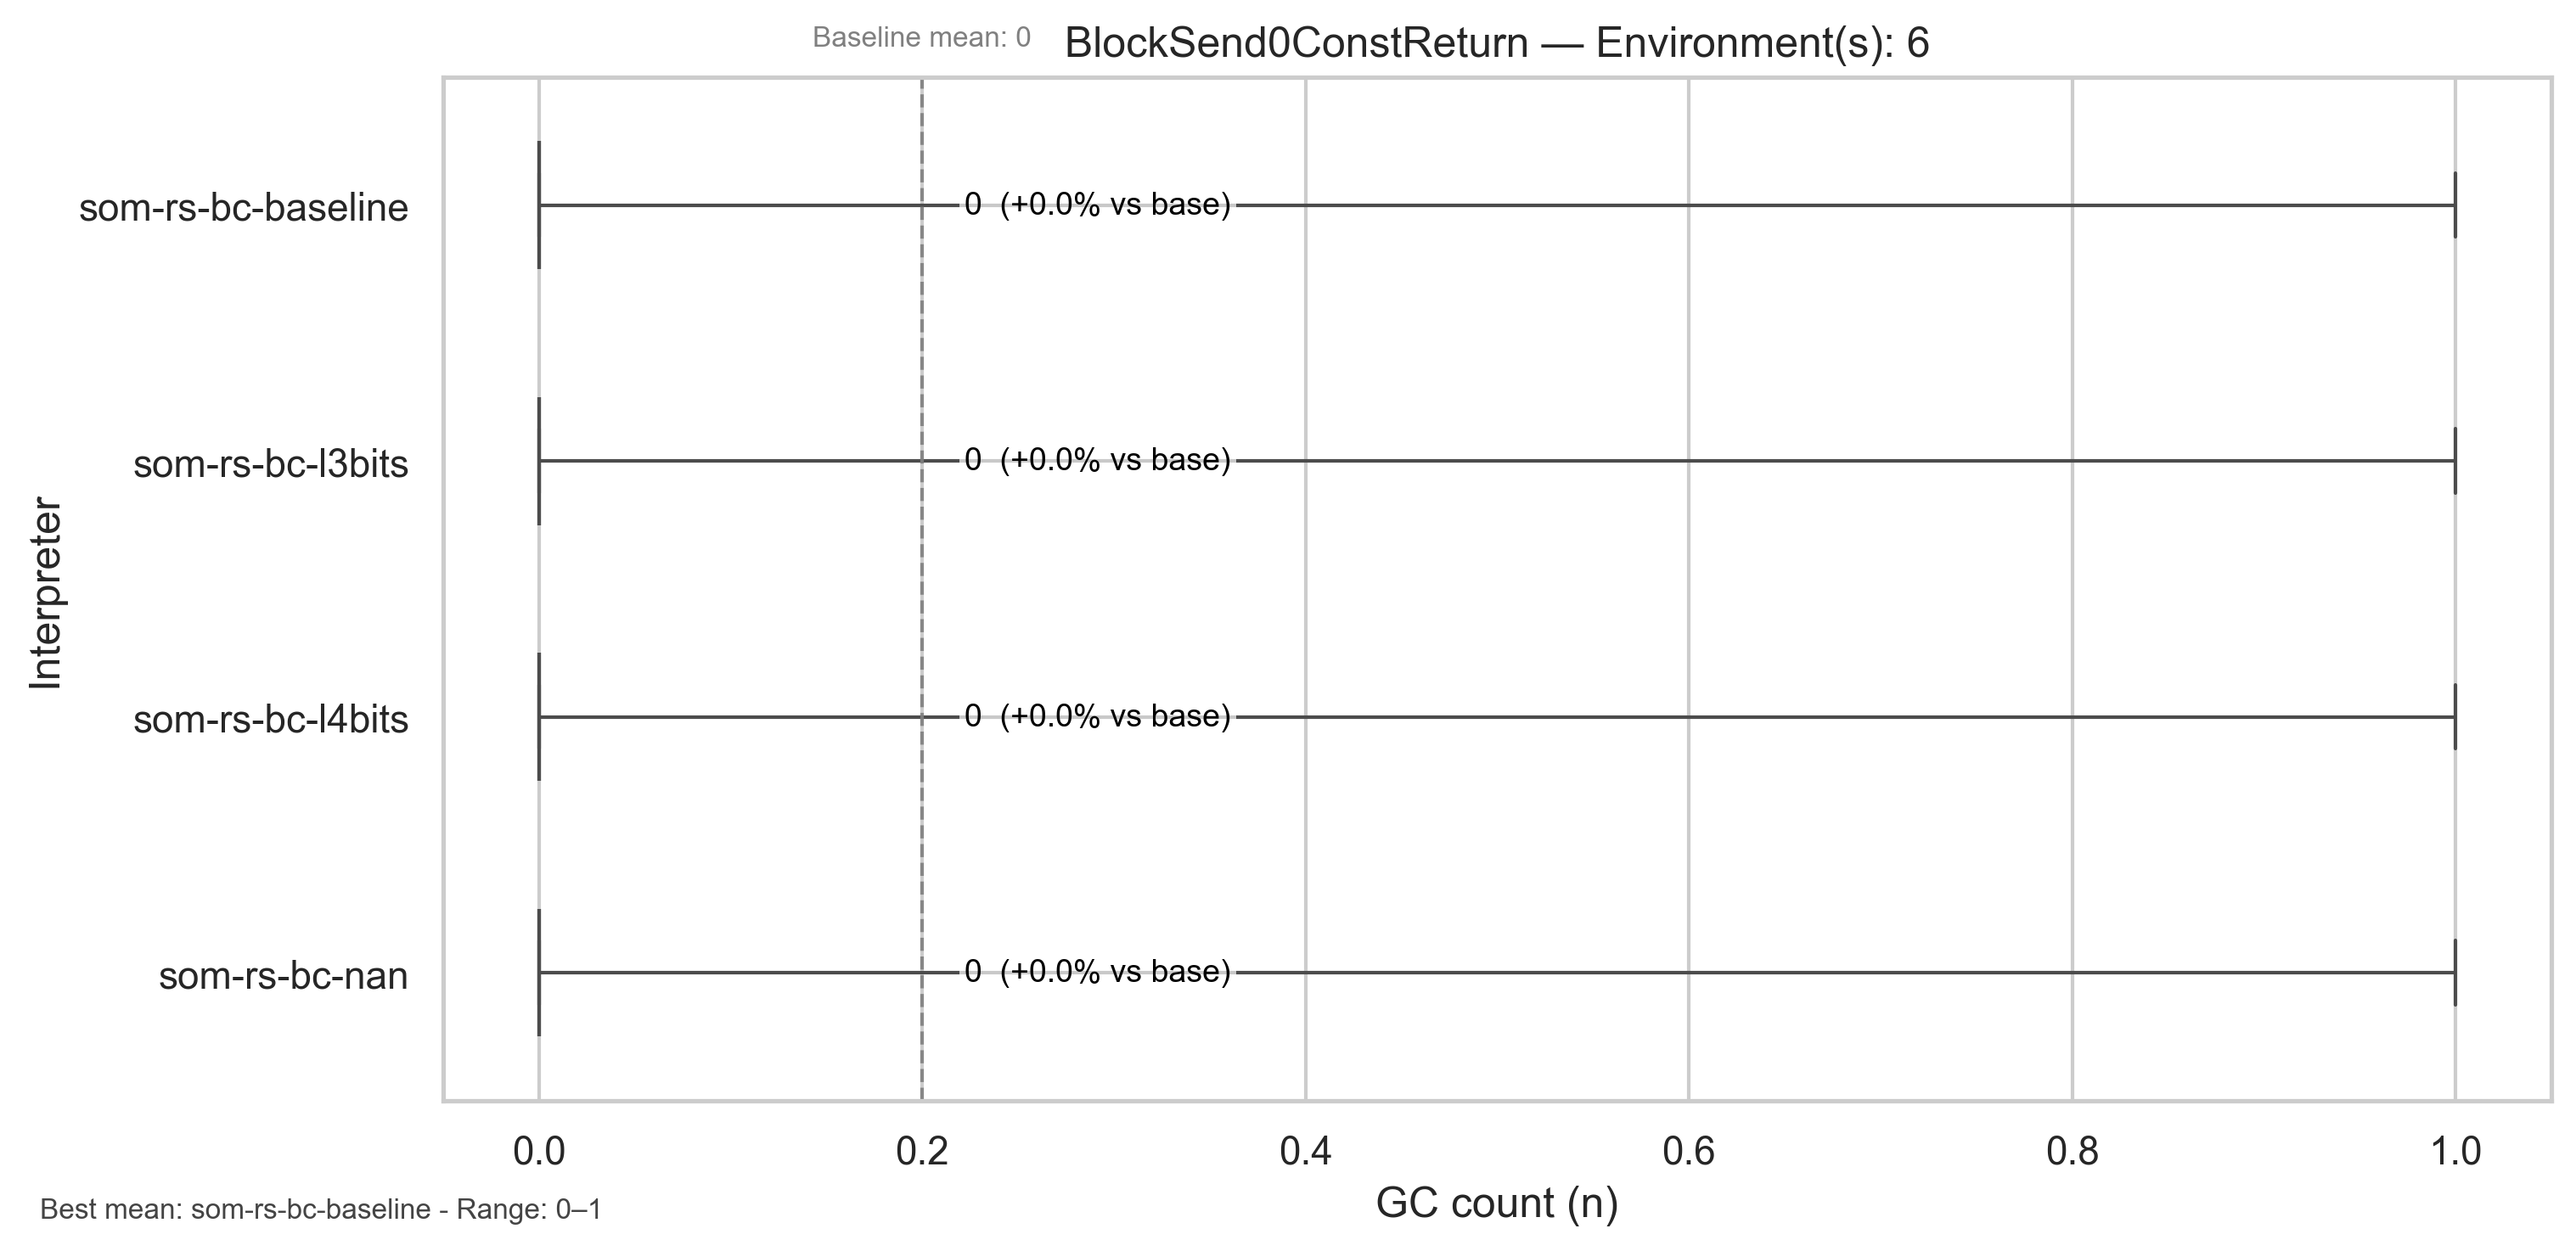 Baseline mean: 0
BlockSend0ConstReturn — Environment(s): 6
Interpreter
som-rs-bc-baseline
0  (+0.0% vs base)
som-rs-bc-l3bits
0  (+0.0% vs base)
som-rs-bc-l4bits
0  (+0.0% vs base)
som-rs-bc-nan
0  (+0.0% vs base)
0.0 0.2 0.4 0.6 0.8 1.0
GC count (n)
Best mean: som-rs-bc-baseline - Range: 0–1